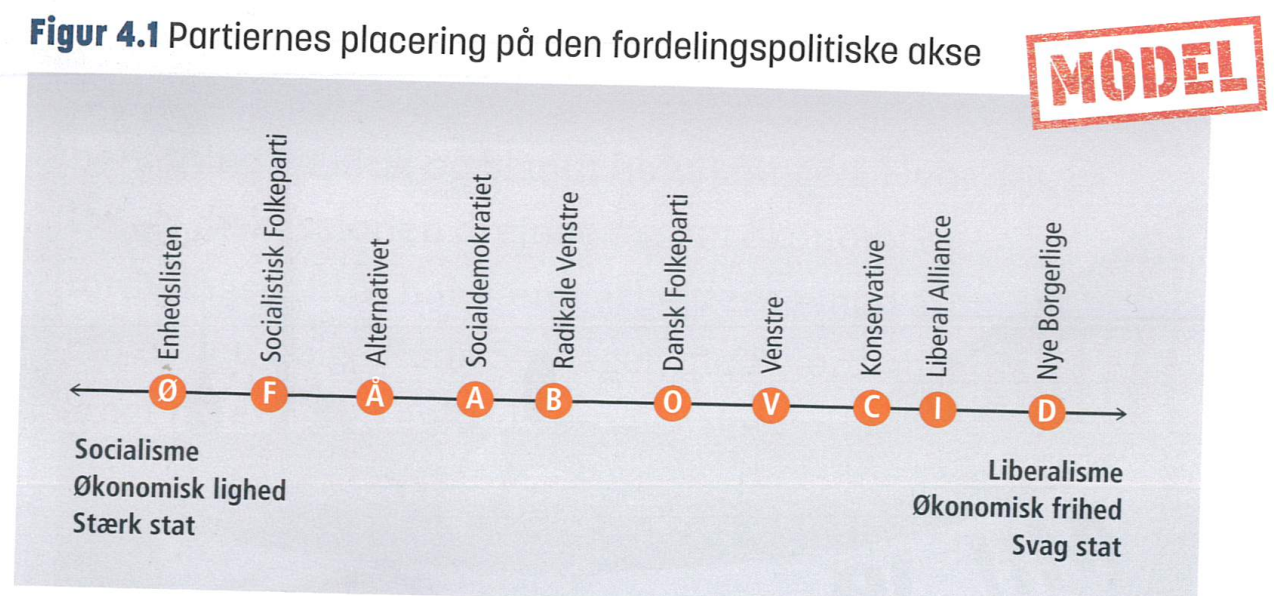 Figur 4.1 Partiernes placering på den fordelingspolitiske akse
MODEL
Enhedslisten
Socialistisk Folkeparti
Alternativet
Socialdemokratiet
Radikale Venstre
Dansk Folkeparti
Venstre
Konservative
Liberal Alliance
Nye Borgerlige
Ø F Å A B O V C I D
Socialisme
Økonomisk lighed
Stærk stat
Liberalisme
Økonomisk frihed
Svag stat